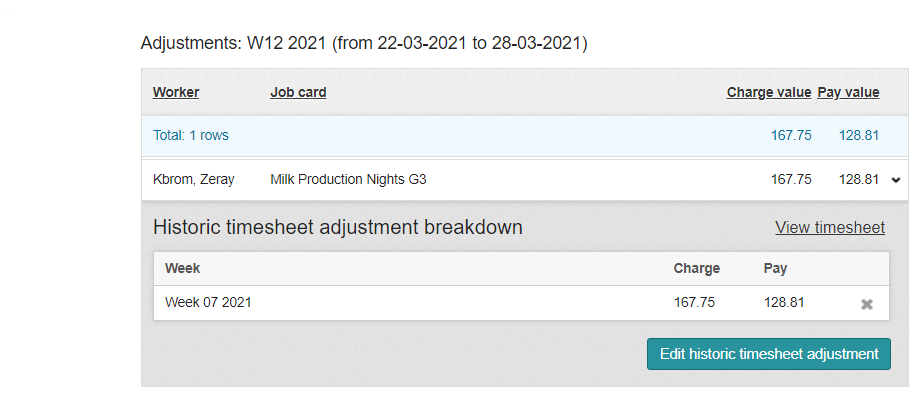 Adjustments: W12 2021 (from 22-03-2021 to 28-03-2021)
Worker Job card Charge value Pay value
Total: 1 rows 167.75 128.81
Kbrom, Zeray Milk Production Nights G3 167.75 128.81
Historic timesheet adjustment breakdown View timesheet
Week Charge Pay
Week 07 2021 167.75 128.81
Edit historic timesheet adjustment